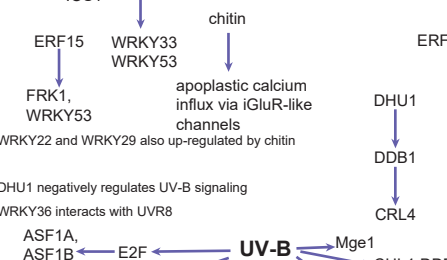 chitin
ERF15
WRKY33
WRKY53
ERF
FRK1,
WRKY53
apoplastic calcium
influx via iGluR-like
channels
DHU1
WRKY22 and WRKY29 also up-regulated by chitin
DDB1
DHU1 negatively regulates UV-B signaling
WRKY36 interacts with UVR8
CRL4
ASF1A,
ASF1B
E2F
UV-B
Mge1